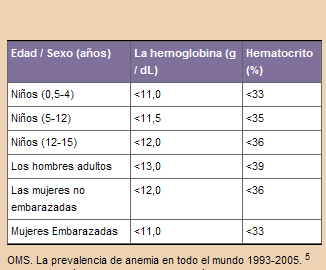 Edad / Sexo (años) La hemoglobina (g / dL) Hematocrito (%)
Niños (0,5-4) <11,0 <33
Niños (5-12) <11,5 <35
Niños (12-15) <12,0 <36
Los hombres adultos <13,0 <39
Las mujeres no embarazadas <12,0 <36
Mujeres Embarazadas <11,0 <33
OMS. La prevalencia de anemia en todo el mundo 1993-2005. 5